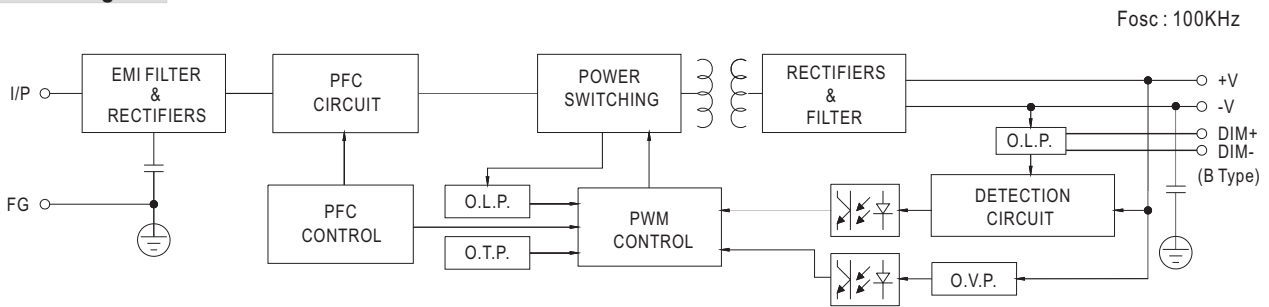 Fosc : 100KHz
I/P
EMI FILTER
&
RECTIFIERS
PFC
CIRCUIT
POWER
SWITCHING
RECTIFIERS
&
FILTER
+V
-V
DIM+
DIM-
(B Type)
O.L.P.
FG
PFC
CONTROL
O.L.P.
O.T.P.
PWM
CONTROL
DETECTION
CIRCUIT
O.V.P.